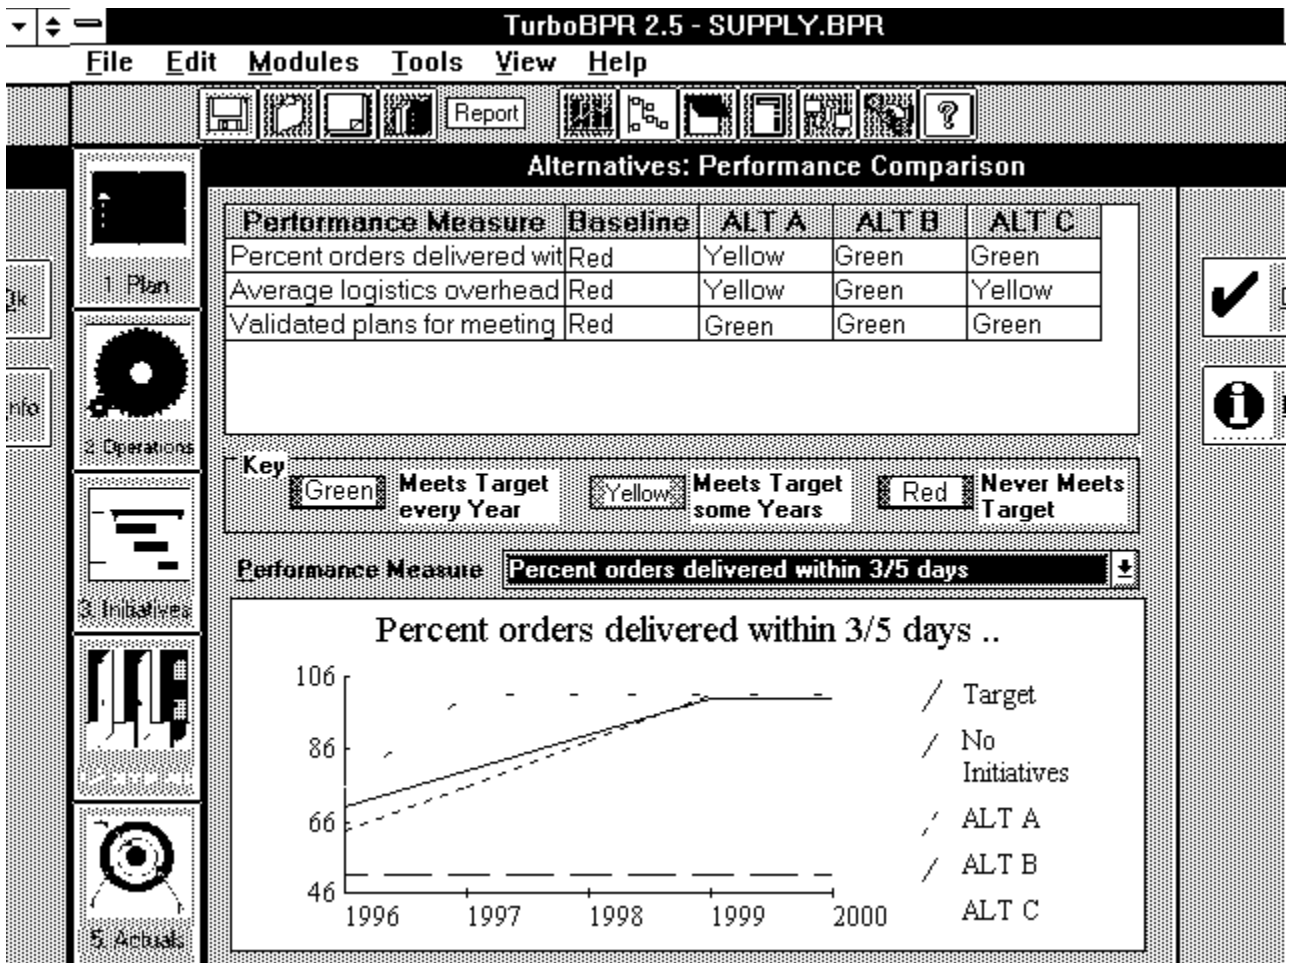 TurboBPR 2.5 - SUPPLY.BPR
File Edit Modules Tools View Help
Report ?
Alternatives: Performance Comparison
Performance Measure Baseline ALT A ALT B ALT C
Percent orders delivered wit Red Yellow Green Green
Average logistics overhead Red Yellow Green Yellow
Validated plans for meeting Red Green Green Green
1. Plan
2. Operations
3. Initiatives
5. Actuals
Key
Green Meets Target every Year
Yellow Meets Target some Years
Red Never Meets Target
Performance Measure Percent orders delivered within 3/5 days
Percent orders delivered within 3/5 days ..
106
86
66
46
1996 1997 1998 1999 2000
Target
No
Initiatives
ALT A
ALT B
ALT C